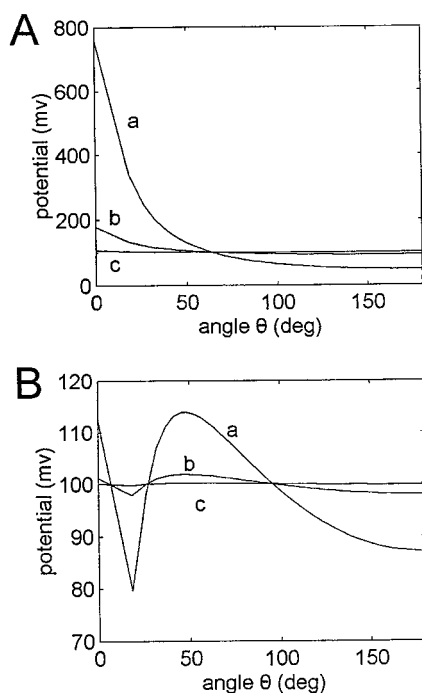 A
800
600
400
200
0
potential (mv)
a
b
c
0 50 100 150
angle θ (deg)
B
120
110
100
90
80
70
potential (mv)
a
b
c
0 50 100 150
angle θ (deg)